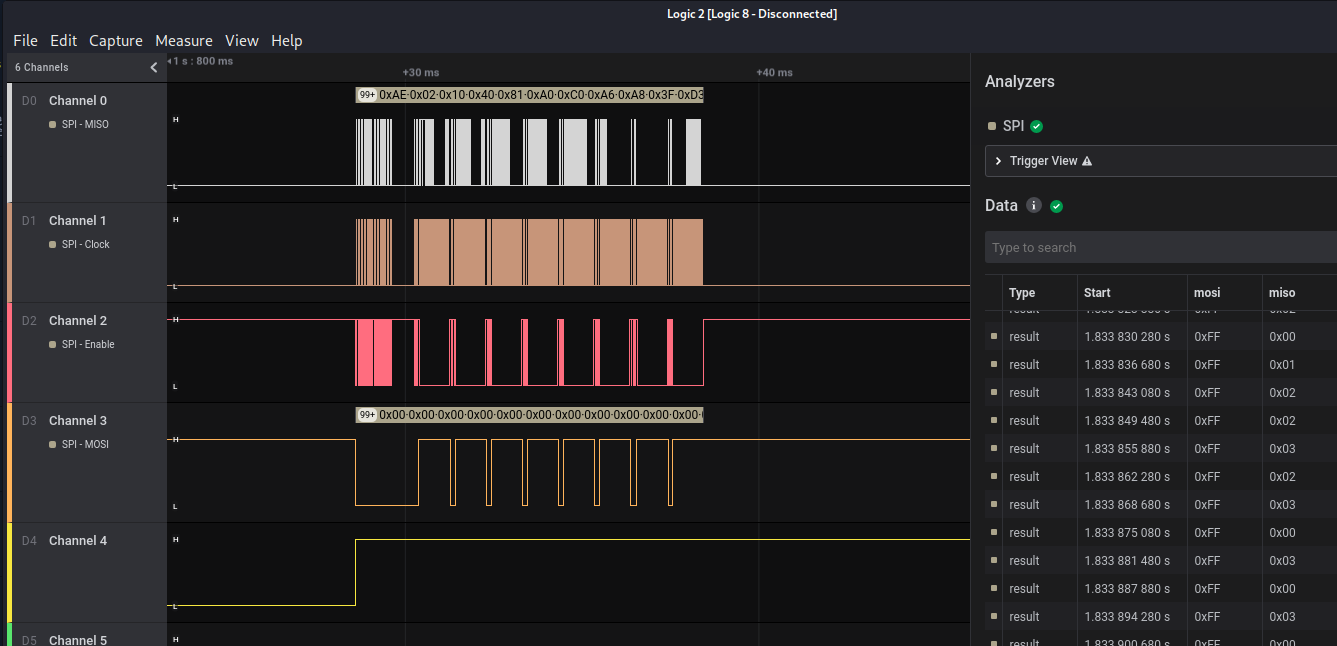 Logic 2 [Logic 8 - Disconnected]
File Edit Capture Measure View Help
6 Channels
1 s : 800 ms
+30 ms
+40 ms
D0 Channel 0
SPI - MISO
H
L
99+ 0xAE·0x02·0x10·0x40·0x81·0xA0·0xC0·0xA6·0xA8·0x3F·0xD3
D1 Channel 1
SPI - Clock
H
L
D2 Channel 2
SPI - Enable
H
L
D3 Channel 3
SPI - MOSI
H
L
99+ 0x00·0x00·0x00·0x00·0x00·0x00·0x00·0x00·0x00·0x00·0x00·
D4 Channel 4
H
L
D5 Channel 5
H
Analyzers
SPI
Trigger View
Data
Type to search
Type Start mosi miso
result 1.833 830 280 s 0xFF 0x00
result 1.833 836 680 s 0xFF 0x01
result 1.833 843 080 s 0xFF 0x02
result 1.833 849 480 s 0xFF 0x02
result 1.833 855 880 s 0xFF 0x03
result 1.833 862 280 s 0xFF 0x02
result 1.833 868 680 s 0xFF 0x03
result 1.833 875 080 s 0xFF 0x00
result 1.833 881 480 s 0xFF 0x03
result 1.833 887 880 s 0xFF 0x00
result 1.833 894 280 s 0xFF 0x03
result 1.833 900 680 s 0xFF 0x00